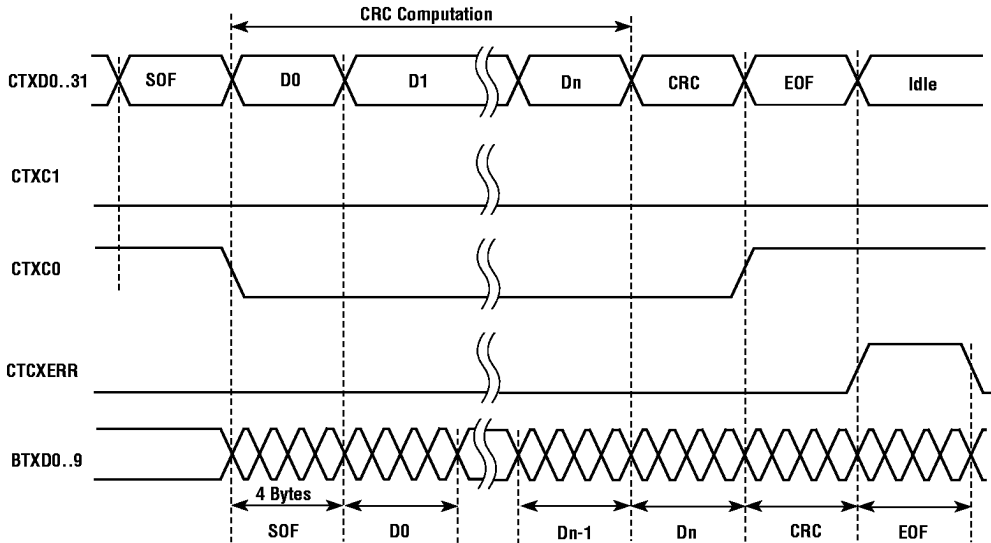 CRC Computation
CTXD0..31 SOF D0 D1 Dn CRC EOF Idle
CTXC1
CTXC0
CTCXERR
BTXD0..9
4 Bytes
SOF D0 Dn-1 Dn CRC EOF